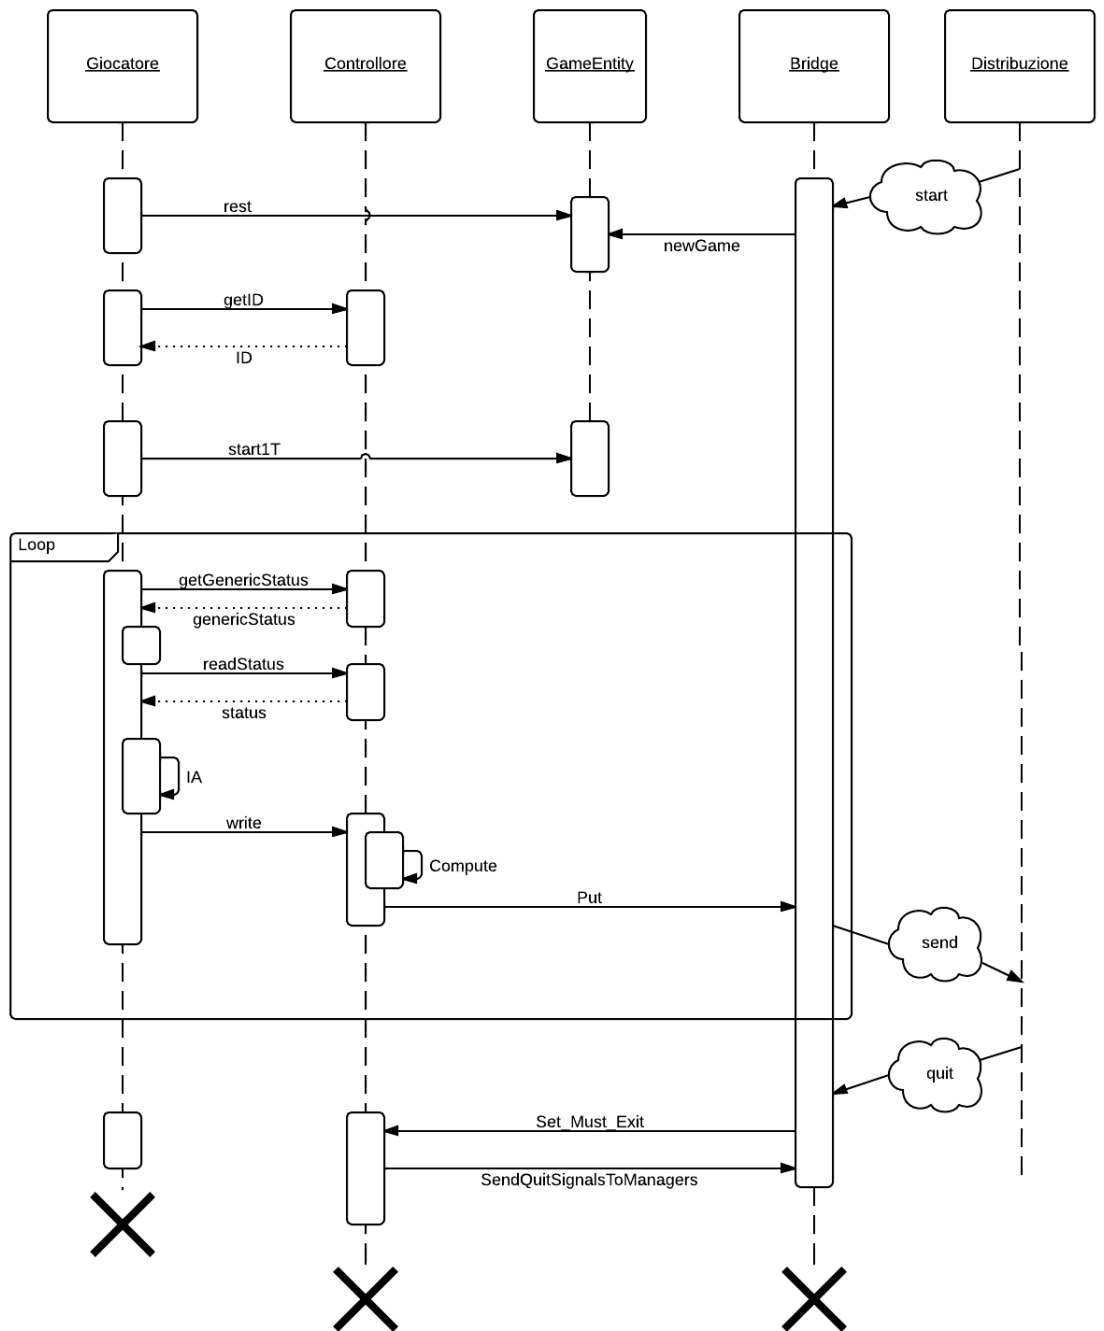 Giocatore
Controllore
GameEntity
Bridge
Distribuzione
start
rest
newGame
getID
ID
start1T
Loop
getGenericStatus
genericStatus
readStatus
status
IA
write
Compute
Put
send
quit
Set_Must_Exit
SendQuitSignalsToManagers